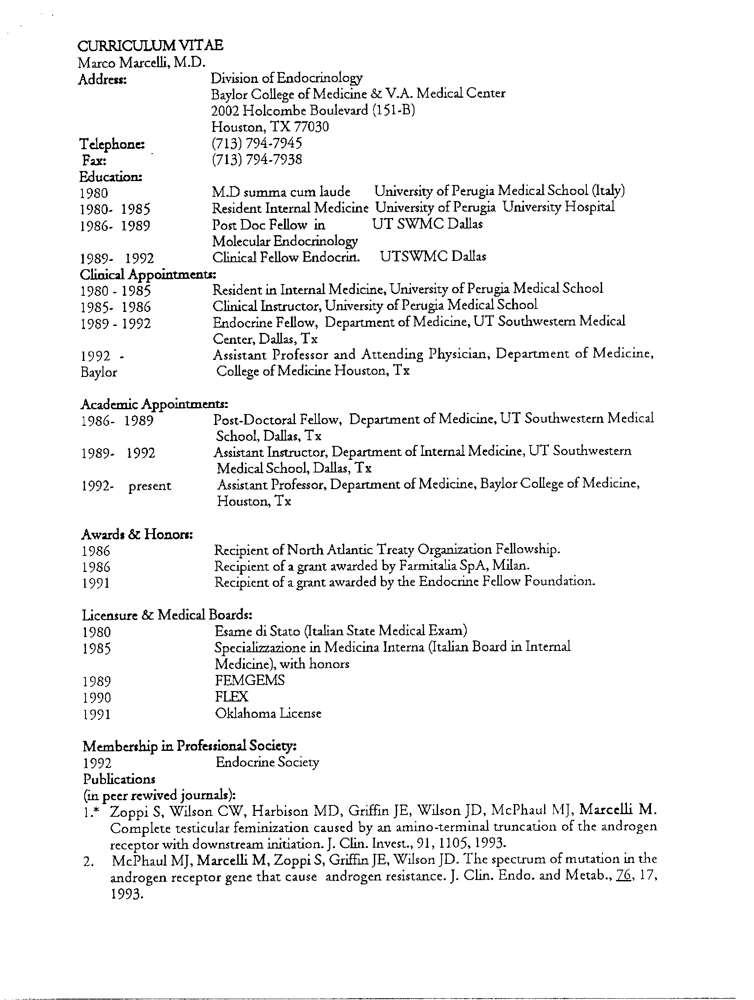 CURRICULUM VITAE
Marco Marcelli, M.D.
Address: Division of Endocrinology
Baylor College of Medicine & V.A. Medical Center
2002 Holcombe Boulevard (151-B)
Houston, TX 77030
Telephone: (713) 794-7945
Fax: (713) 794-7938
Education:
1980 M.D summa cum laude University of Perugia Medical School (Italy)
1980- 1985 Resident Internal Medicine University of Perugia University Hospital
1986- 1989 Post Doc Fellow in UT SWMC Dallas
Molecular Endocrinology
1989- 1992 Clinical Fellow Endocrin. UTSWMC Dallas
Clinical Appointments:
1980 - 1985 Resident in Internal Medicine, University of Perugia Medical School
1985- 1986 Clinical Instructor, University of Perugia Medical School
1989 - 1992 Endocrine Fellow, Department of Medicine, UT Southwestern Medical
Center, Dallas, Tx
1992 - Assistant Professor and Attending Physician, Department of Medicine,
Baylor College of Medicine Houston, Tx
Academic Appointments:
1986- 1989 Post-Doctoral Fellow, Department of Medicine, UT Southwestern Medical
School, Dallas, Tx
1989- 1992 Assistant Instructor, Department of Internal Medicine, UT Southwestern
Medical School, Dallas, Tx
1992- present Assistant Professor, Department of Medicine, Baylor College of Medicine,
Houston, Tx
Awards & Honors:
1986 Recipient of North Atlantic Treaty Organization Fellowship.
1986 Recipient of a grant awarded by Farmitalia SpA, Milan.
1991 Recipient of a grant awarded by the Endocrine Fellow Foundation.
Licensure & Medical Boards:
1980 Esame di Stato (Italian State Medical Exam)
1985 Specializzazione in Medicina Interna (Italian Board in Internal
Medicine), with honors
1989 FEMGEMS
1990 FLEX
1991 Oklahoma License
Membership in Professional Society:
1992 Endocrine Society
Publications
(in peer rewived journals):
1.* Zoppi S, Wilson CW, Harbison MD, Griffin JE, Wilson JD, McPhaul MJ, Marcelli M.
Complete testicular feminization caused by an amino-terminal truncation of the androgen
receptor with downstream initiation. J. Clin. Invest., 91, 1105, 1993.
2. McPhaul MJ, Marcelli M, Zoppi S, Griffin JE, Wilson JD. The spectrum of mutation in the
androgen receptor gene that cause androgen resistance. J. Clin. Endo. and Metab., 76, 17,
1993.